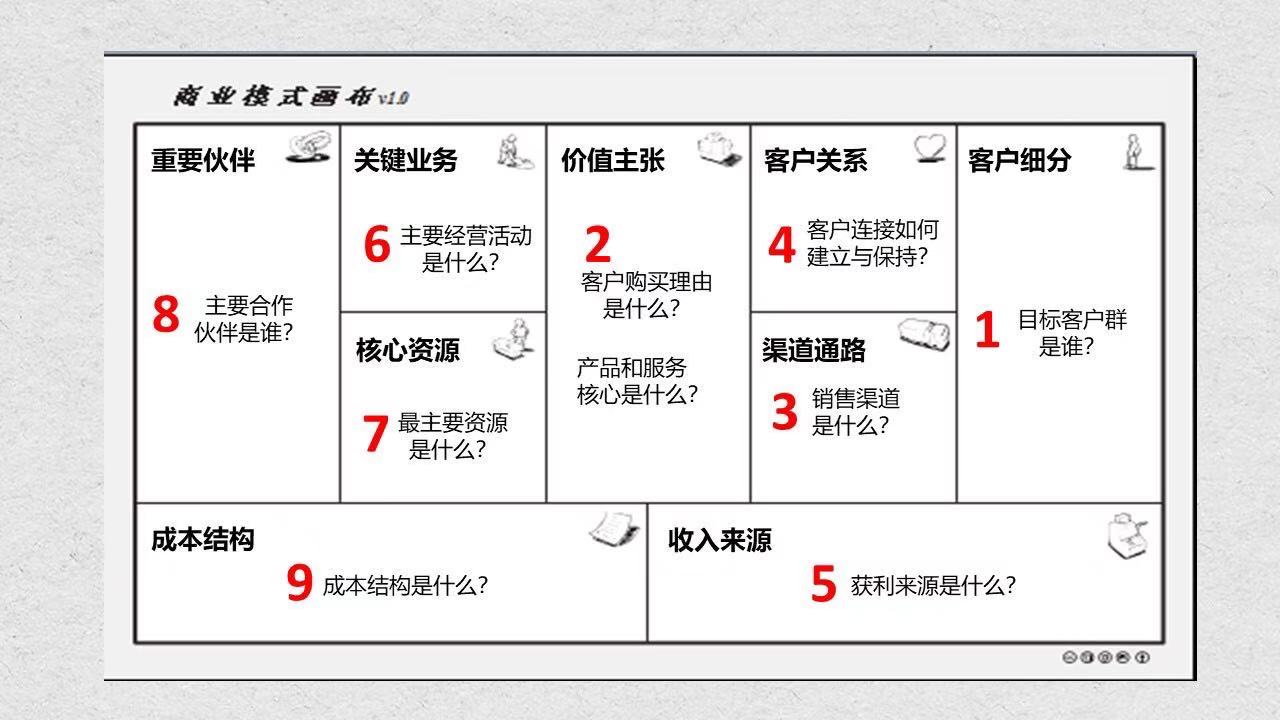 商业模式画布v1.0
重要伙伴
8
主要合作
伙伴是谁？
关键业务
6
主要经营活动
是什么？
核心资源
7
最主要资源
是什么？
价值主张
2
客户购买理由
是什么？
产品和服务
核心是什么？
客户关系
4
客户连接如何
建立与保持？
渠道通路
3
销售渠道
是什么？
客户细分
1
目标客户群
是谁？
成本结构
9
成本结构是什么？
收入来源
5
获利来源是什么？